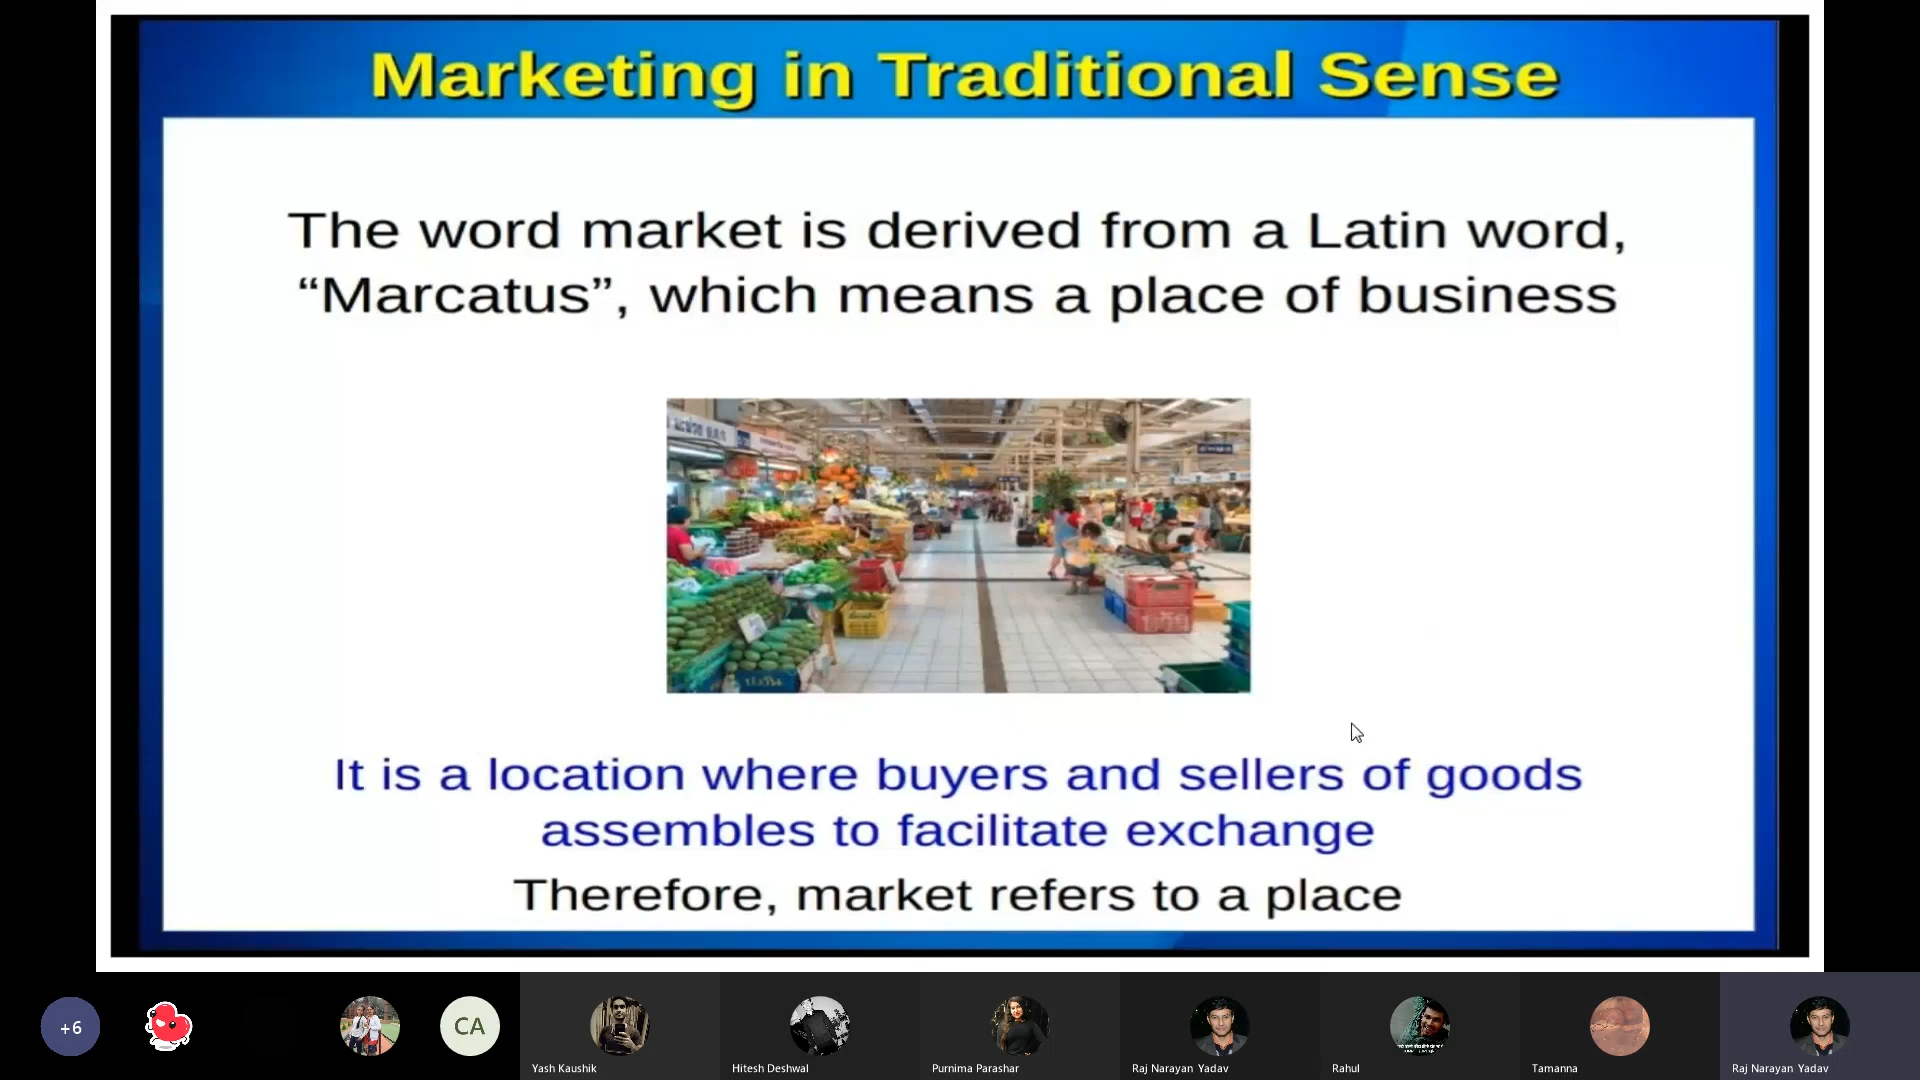 Marketing in Traditional Sense
The word market is derived from a Latin word,
“Marcatus”, which means a place of business
It is a location where buyers and sellers of goods
assembles to facilitate exchange
Therefore, market refers to a place
+6
CA
Yash Kaushik
Hitesh Deshwal
Purnima Parashar
Raj Narayan Yadav
Rahul
Tamanna
Raj Narayan Yadav